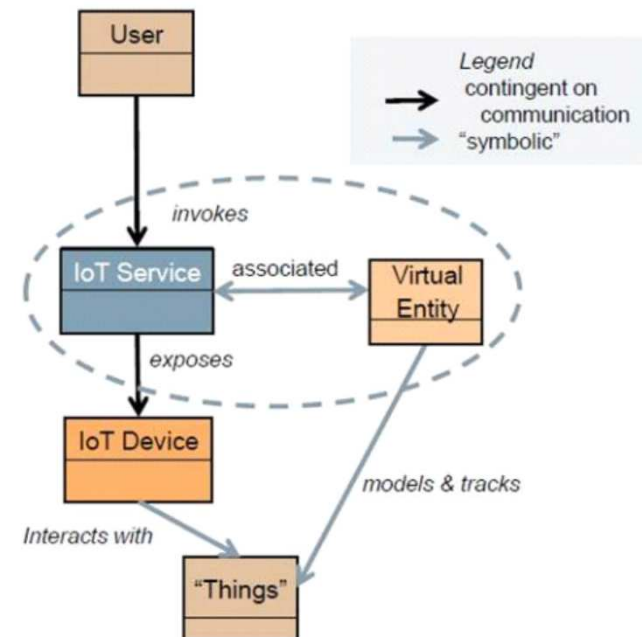 User
Legend
contingent on
communication
"symbolic"
invokes
IoT Service
associated
Virtual
Entity
exposes
IoT Device
models & tracks
Interacts with
“Things”